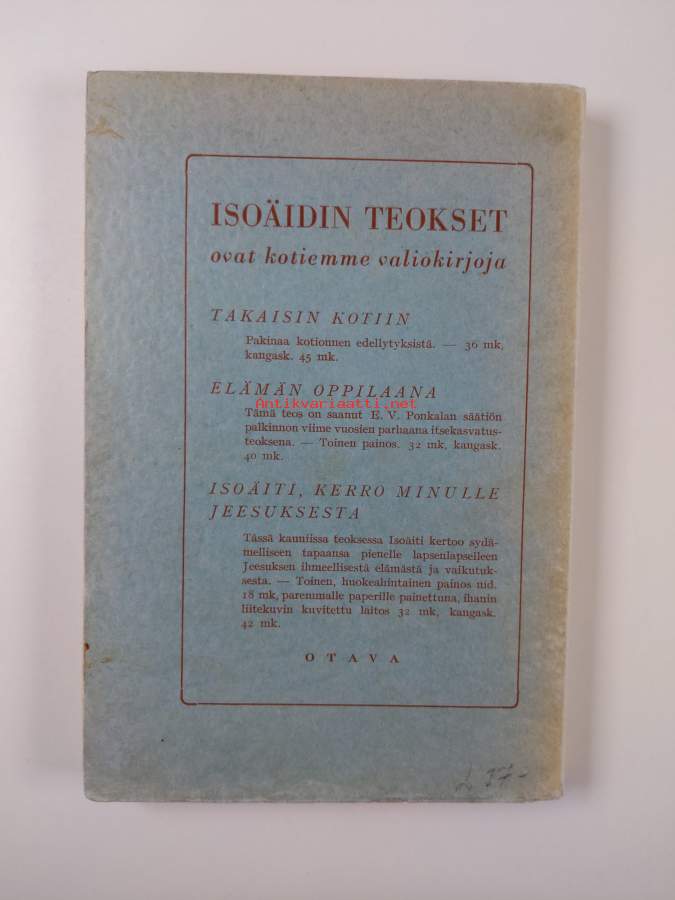 ISOÄIDIN TEOKSET
ovat kotiemme valiokirjoja
TAKAISIN KOTIIN
Pakinaa kotionnen edellytyksistä. — 36 mk,
kangask. 45 mk.
ELÄMÄN OPPILAANA
Antikvariaatti.net
Tämä teos on saanut E. V. Ponkalan säätiön
palkinnon viime vuosien parhaana itsekasvatus-
teoksena. — Toinen painos. 32 mk, kangask.
40 mk.
ISOÄITI, KERRO MINULLE
JEESUKSESTA
Tässä kauniissa teoksessa Isoäiti kertoo sydä-
melliseen tapaansa pienelle lapsenlapselleen
Jeesuksen ihmeellisestä elämästä ja vaikutuk-
sesta. — Toinen, huokeahintainen painos nid.
18 mk, paremmalle paperille painettuna, ihanin
liitekuvin kuvitettu laitos 32 mk, kangask.
42 mk.
OTAVA